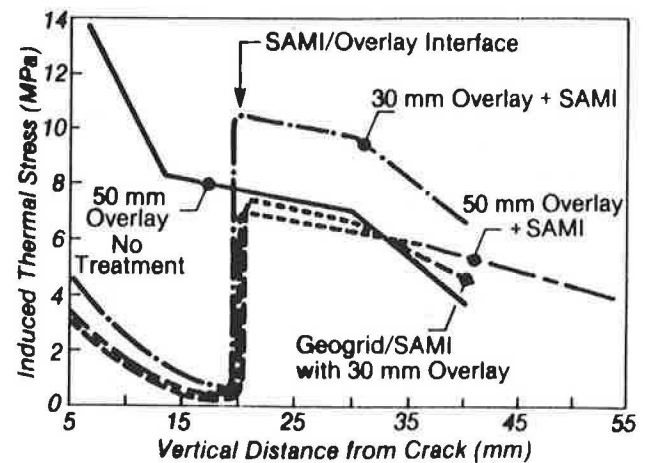 14
12
10
8
6
4
2
0
Induced Thermal Stress (MPa)
SAMI/Overlay Interface
30 mm Overlay + SAMI
50 mm
Overlay
No
Treatment
50 mm Overlay
+ SAMI
Geogrid/SAMI
with 30 mm Overlay
5 15 25 35 45 55
Vertical Distance from Crack (mm)